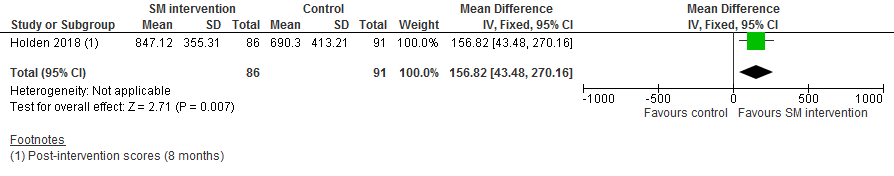 SM intervention Control Mean Difference Mean Difference
Study or Subgroup Mean SD Total Mean SD Total Weight IV, Fixed, 95% CI IV, Fixed, 95% CI
Holden 2018 (1) 847.12 355.31 86 690.3 413.21 91 100.0% 156.82 [43.48, 270.16]
Total (95% CI) 86 91 100.0% 156.82 [43.48, 270.16]
Heterogeneity: Not applicable
Test for overall effect: Z = 2.71 (P = 0.007)
-1000 -500 0 500 1000
Favours control Favours SM intervention
Footnotes
(1) Post-intervention scores (8 months)